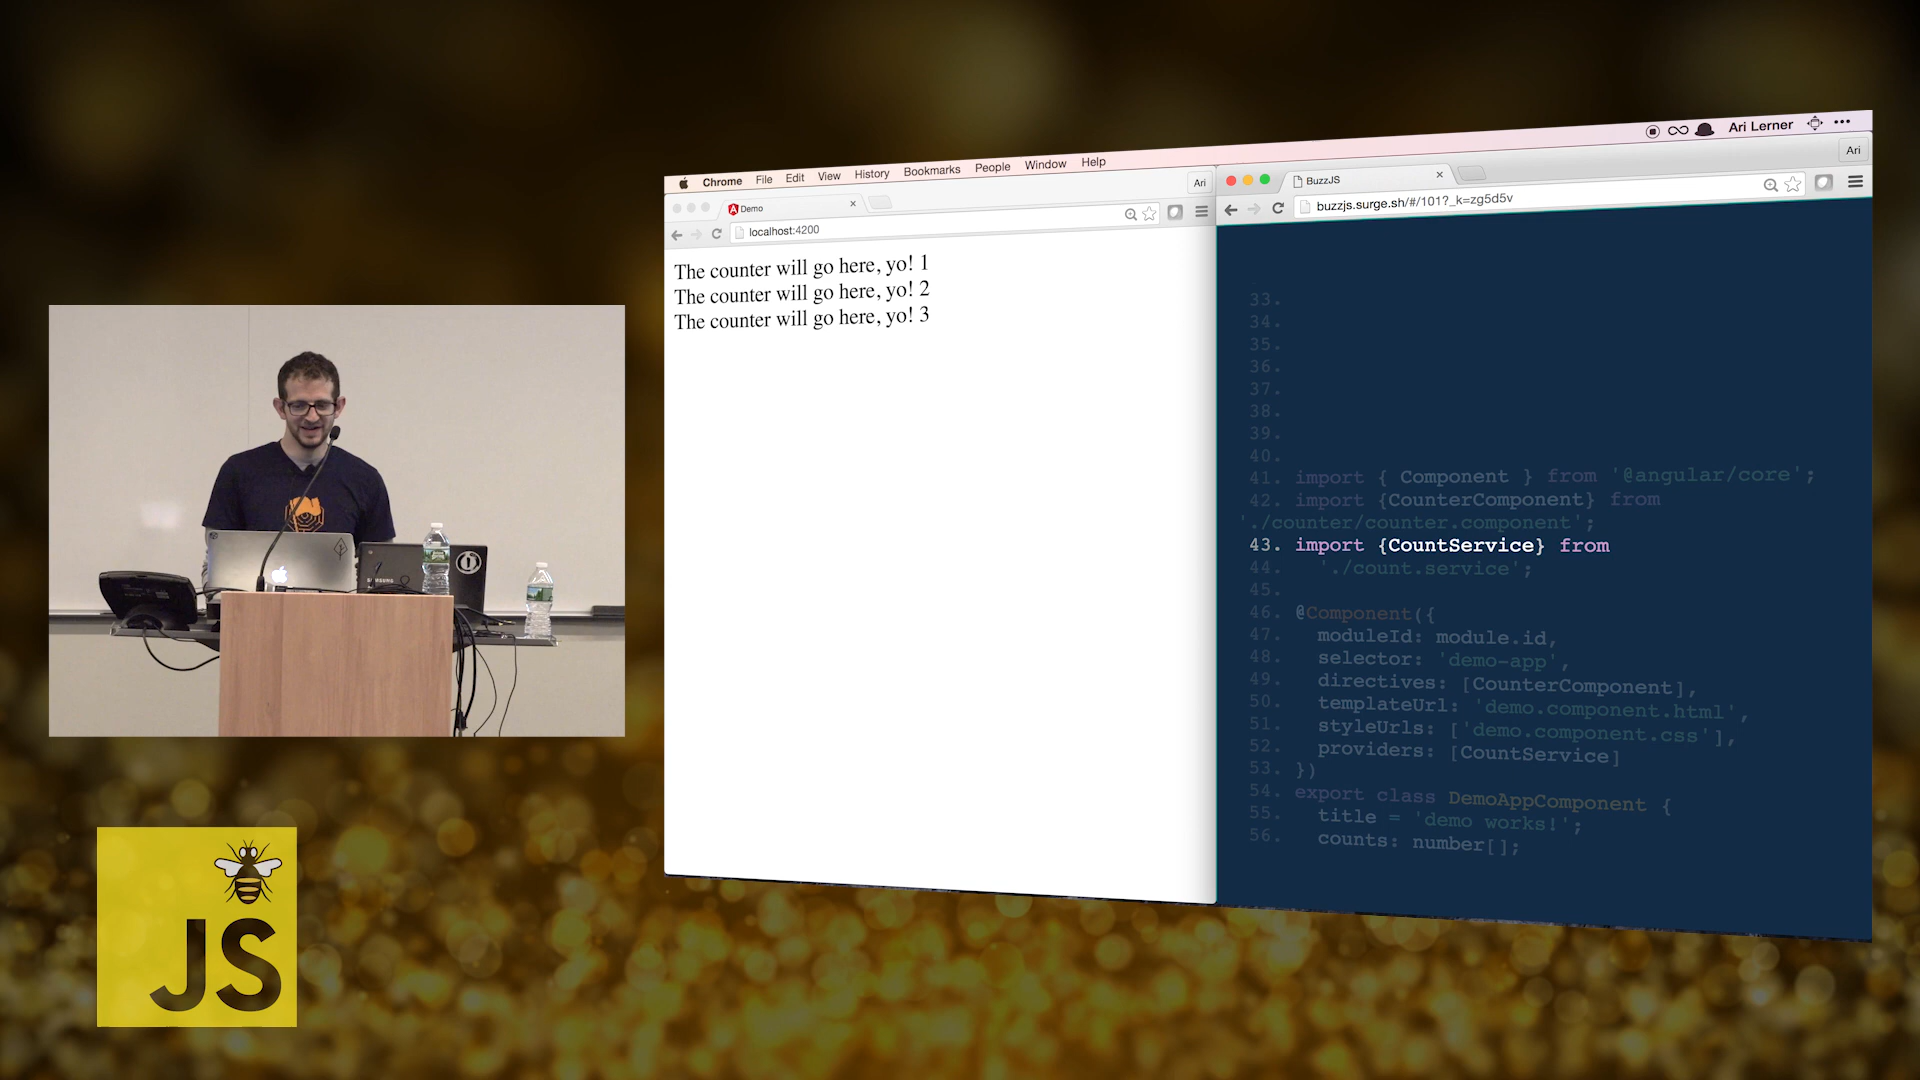 Chrome File Edit View History Bookmarks People Window Help
Ari Lerner
Demo
Ari
localhost:4200
The counter will go here, yo! 1
The counter will go here, yo! 2
The counter will go here, yo! 3
BuzzJS
Ari
buzzjs.surge.sh/#/101?_k=zg5d5v
33.
34.
35.
36.
37.
38.
39.
40.
41. import { Component } from '@angular/core';
42. import {CounterComponent} from
'./counter/counter.component';
43. import {CountService} from
44. './count.service';
45.
46. @Component({
47. moduleId: module.id,
48. selector: 'demo-app',
49. directives: [CounterComponent],
50. templateUrl: 'demo.component.html',
51. styleUrls: ['demo.component.css'],
52. providers: [CountService]
53. })
54. export class DemoAppComponent {
55. title = 'demo works!';
56. counts: number[];
SAMSUNG
JS